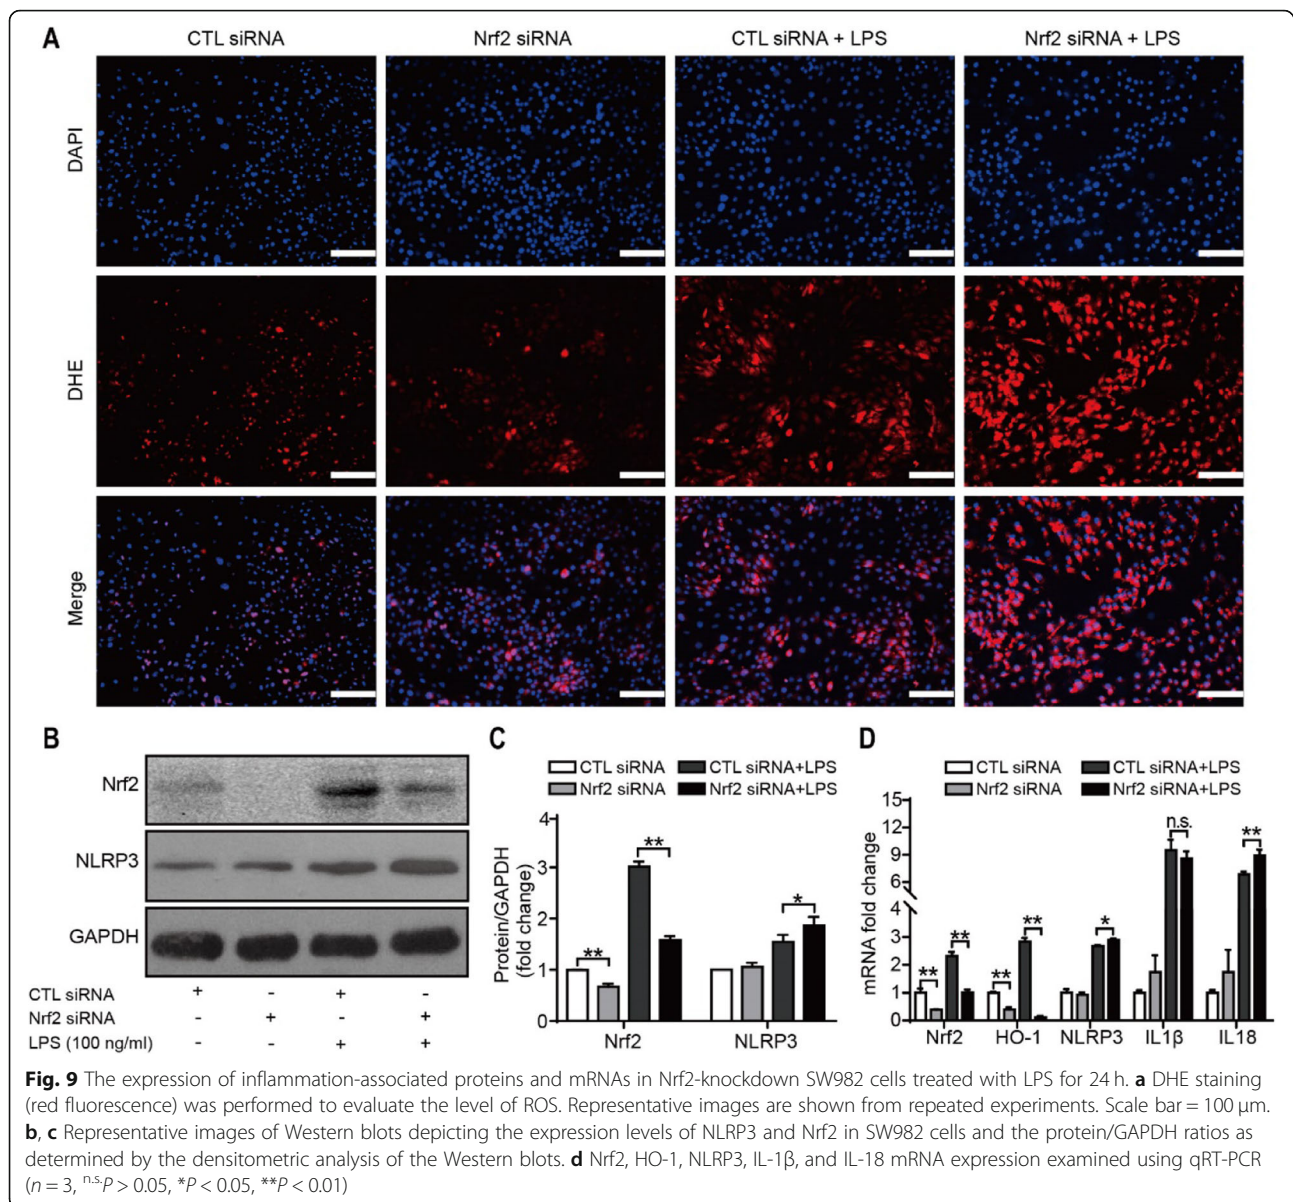 A
CTL siRNA Nrf2 siRNA CTL siRNA + LPS Nrf2 siRNA + LPS
DAPI
DHE
Merge
B
Nrf2
NLRP3
GAPDH
CTL siRNA + - + -
Nrf2 siRNA - + - +
LPS (100 ng/ml) - - + +
C
CTL siRNA CTL siRNA+LPS
Nrf2 siRNA Nrf2 siRNA+LPS
Protein/GAPDH
(fold change)
4
3
2
1
0
** ** *
Nrf2 NLRP3
D
CTL siRNA CTL siRNA+LPS
Nrf2 siRNA Nrf2 siRNA+LPS
mRNA fold change
15
12
9
6
4
3
2
1
0
** ** ** ** * n.s. **
Nrf2 HO-1 NLRP3 IL1β IL18
Fig. 9 The expression of inflammation-associated proteins and mRNAs in Nrf2-knockdown SW982 cells treated with LPS for 24 h. a DHE staining
(red fluorescence) was performed to evaluate the level of ROS. Representative images are shown from repeated experiments. Scale bar = 100 μm.
b, c Representative images of Western blots depicting the expression levels of NLRP3 and Nrf2 in SW982 cells and the protein/GAPDH ratios as
determined by the densitometric analysis of the Western blots. d Nrf2, HO-1, NLRP3, IL-1β, and IL-18 mRNA expression examined using qRT-PCR
(n = 3, n.s.P > 0.05, *P < 0.05, **P < 0.01)